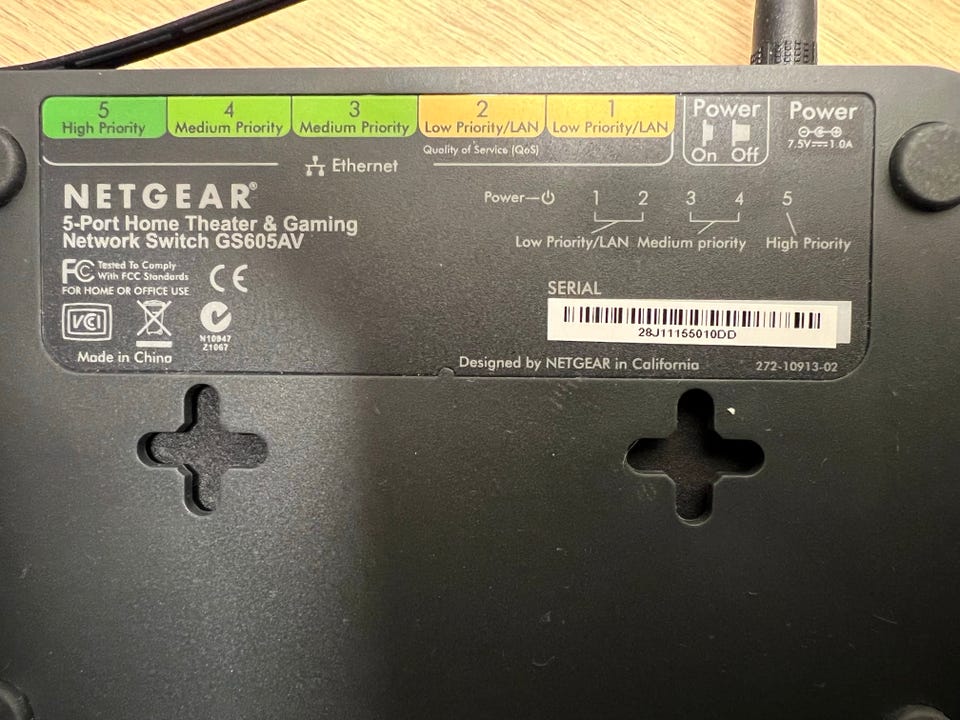 5 4 3 2 1 Power Power
High Priority Medium Priority Medium Priority Low Priority/LAN Low Priority/LAN
On Off
7.5V⎓1.0A
Quality of Service (QoS)
Ethernet
NETGEAR®
5-Port Home Theater & Gaming
Network Switch GS605AV
Power 1 2 3 4 5
Low Priority/LAN Medium priority High Priority
FC Tested To Comply
With FCC Standards
FOR HOME OR OFFICE USE
CE
VCI
N10947
Z1067
Made in China
SERIAL
28J11155010DD
Designed by NETGEAR in California
272-10913-02